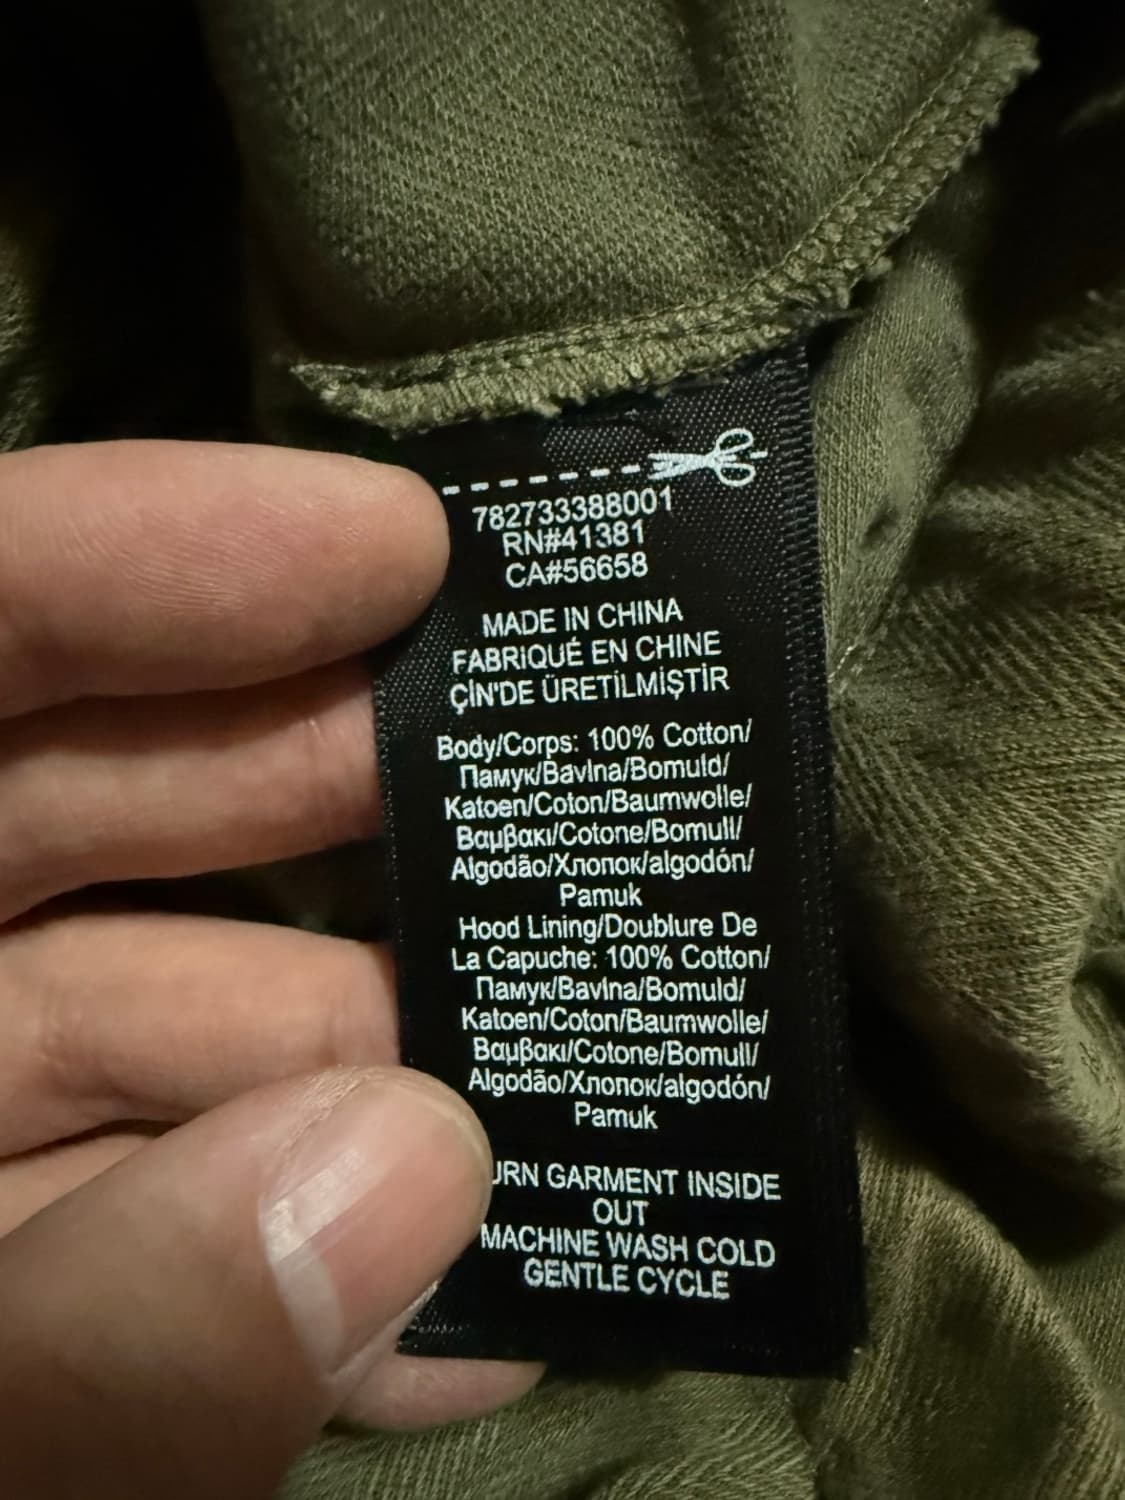 782733388001
RN#41381
CA#56658
MADE IN CHINA
FABRIQUÉ EN CHINE
ÇİN'DE ÜRETİLMİŞTİR
Body/Corps: 100% Cotton/
Памук/Bavlna/Bomuld/
Katoen/Coton/Baumwolle/
Βαμβακι/Cotone/Bomull/
Algodão/Хлопок/algodón/
Pamuk
Hood Lining/Doublure De
La Capuche: 100% Cotton/
Памук/Bavlna/Bomuld/
Katoen/Coton/Baumwolle/
Βαμβακι/Cotone/Bomull/
Algodão/Хлопок/algodón/
Pamuk
GARMENT INSIDE
OUT
MACHINE WASH COLD
GENTLE CYCLE